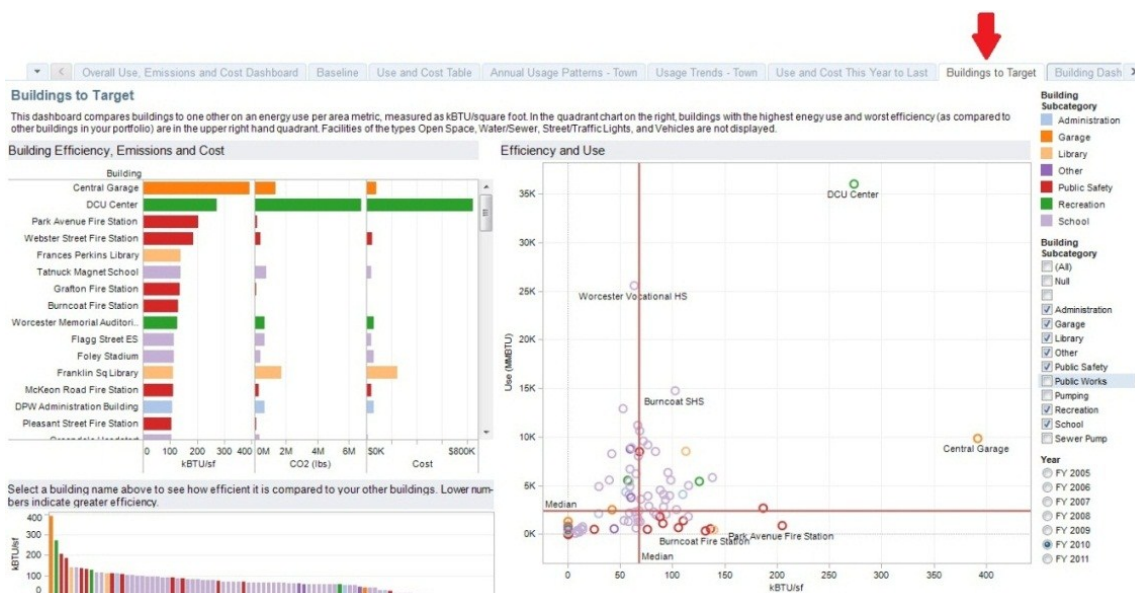 Overall Use, Emissions and Cost Dashboard
Baseline
Use and Cost Table
Annual Usage Patterns - Town
Usage Trends - Town
Use and Cost This Year to Last
Buildings to Target
Building Dash
Buildings to Target
This dashboard compares buildings to one other on an energy use per area metric, measured as kBTU/square foot. In the quadrant chart on the right, buildings with the highest enegy use and worst efficiency (as compared to
other buildings in your portfolio) are in the upper right hand quadrant. Facilities of the types Open Space, Water/Sewer, Street/Traffic Lights, and Vehicles are not displayed.
Building Efficiency, Emissions and Cost
Building
Central Garage
DCU Center
Park Avenue Fire Station
Webster Street Fire Station
Frances Perkins Library
Tatnuck Magnet School
Grafton Fire Station
Burncoat Fire Station
Worcester Memorial Auditori..
Flagg Street ES
Foley Stadium
Franklin Sq Library
McKeon Road Fire Station
DPW Administration Building
Pleasant Street Fire Station
0 100 200 300 400
kBTU/sf
0M 2M 4M 6M
CO2 (lbs)
$0K $800K
Cost
Select a building name above to see how efficient it is compared to your other buildings. Lower num-
bers indicate greater efficiency.
kBTU/sf
400
300
200
100
0
Efficiency and Use
Use (MMBTU)
35K
30K
25K
20K
15K
10K
5K
0K
DCU Center
Worcester Vocational HS
Burncoat SHS
Central Garage
Median
Burncoat Fire Station
Park Avenue Fire Station
Median
0 50 100 150 200 250 300 350 400
kBTU/sf
Building
Subcategory
Administration
Garage
Library
Other
Public Safety
Recreation
School
Building
Subcategory
(All)
Null
Administration
Garage
Library
Other
Public Safety
Public Works
Pumping
Recreation
School
Sewer Pump
Year
FY 2005
FY 2006
FY 2007
FY 2008
FY 2009
FY 2010
FY 2011